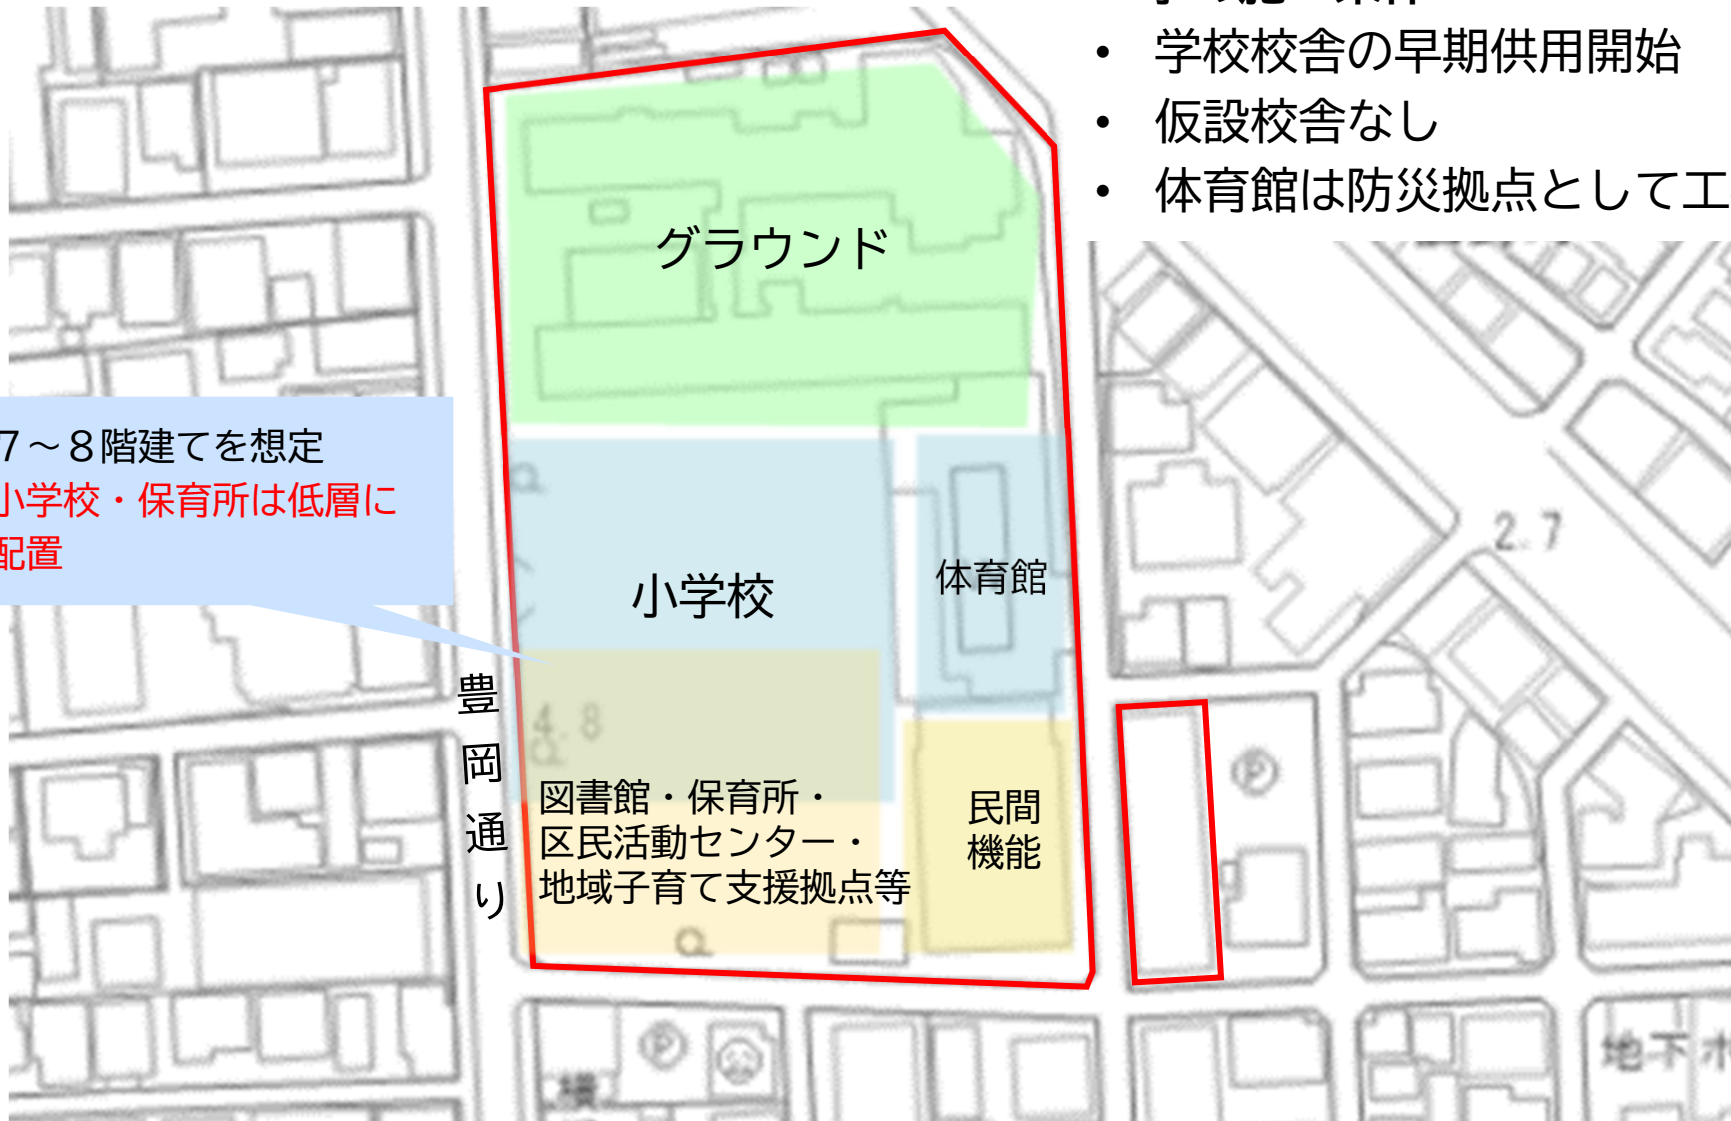 ・ 学校校舎の早期供用開始
・ 仮設校舎なし
・ 体育館は防災拠点として工
グラウンド
7～８階建てを想定
小学校・保育所は低層に
配置
2.7
小学校
体育館
豊岡通り
4.8
図書館・保育所・
区民活動センター・
地域子育て支援拠点等
民間
機能
P
P
横
地下ホ